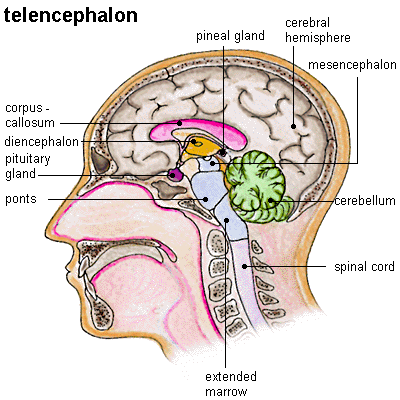 telencephalon
pineal gland
cerebral
hemisphere
mesencephalon
corpus -
callosum
diencephalon
pituitary
gland
ponts
cerebellum
spinal cord
extended
marrow